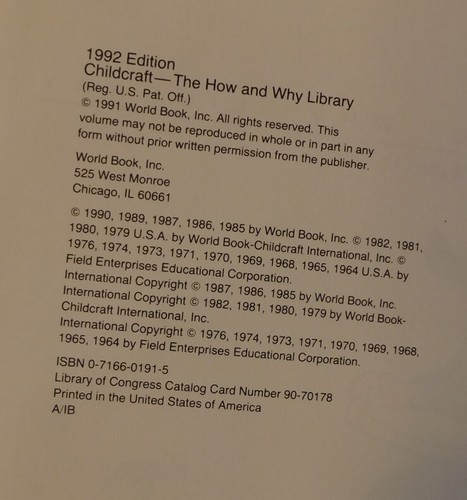 1992 Edition
Childcraft—The How and Why Library
(Reg. U.S. Pat. Off.)
© 1991 World Book, Inc. All rights reserved. This
volume may not be reproduced in whole or in part in any
form without prior written permission from the publisher.
World Book, Inc.
525 West Monroe
Chicago, IL 60661
© 1990, 1989, 1987, 1986, 1985 by World Book, Inc. © 1982, 1981,
1980, 1979 U.S.A. by World Book-Childcraft International, Inc. ©
1976, 1974, 1973, 1971, 1970, 1969, 1968, 1965, 1964 U.S.A. by
Field Enterprises Educational Corporation.
International Copyright © 1987, 1986, 1985 by World Book, Inc.
International Copyright © 1982, 1981, 1980, 1979 by World Book-
Childcraft International, Inc.
International Copyright © 1976, 1974, 1973, 1971, 1970, 1969, 1968,
1965, 1964 by Field Enterprises Educational Corporation.
ISBN 0-7166-0191-5
Library of Congress Catalog Card Number 90-70178
Printed in the United States of America
A/IB